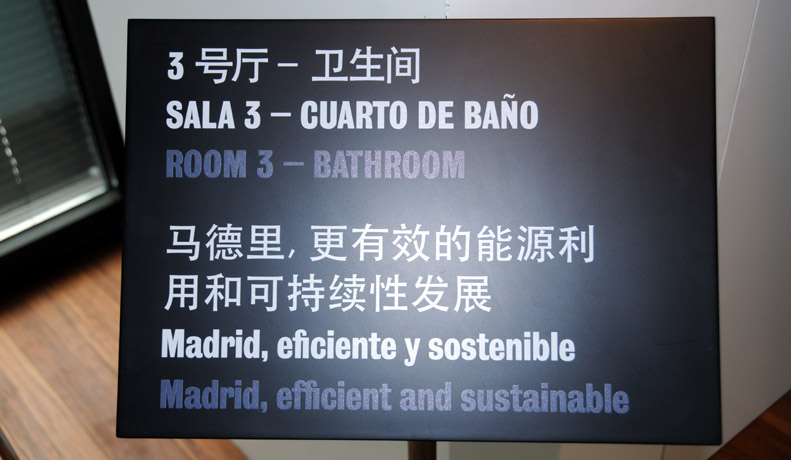 3 号厅 – 卫生间
SALA 3 – CUARTO DE BAÑO
ROOM 3 – BATHROOM
马德里，更有效的能源利
用和可持续性发展
Madrid, eficiente y sostenible
Madrid, efficient and sustainable